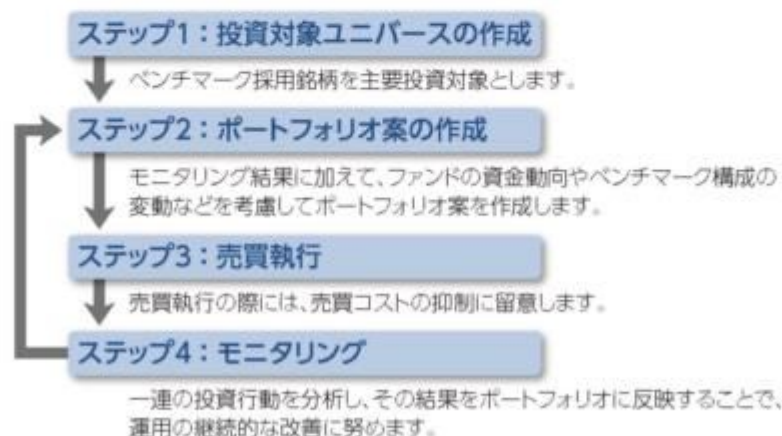 ステップ1：投資対象ユニバースの作成
ベンチマーク採用銘柄を主要投資対象とします。
ステップ2：ポートフォリオ案の作成
モニタリング結果に加えて、ファンドの資金動向やベンチマーク構成の
変動などを考慮してポートフォリオ案を作成します。
ステップ3：売買執行
売買執行の際には、売買コストの抑制に留意します。
ステップ4：モニタリング
一連の投資行動を分析し、その結果をポートフォリオに反映することで、
運用の継続的な改善に努めます。